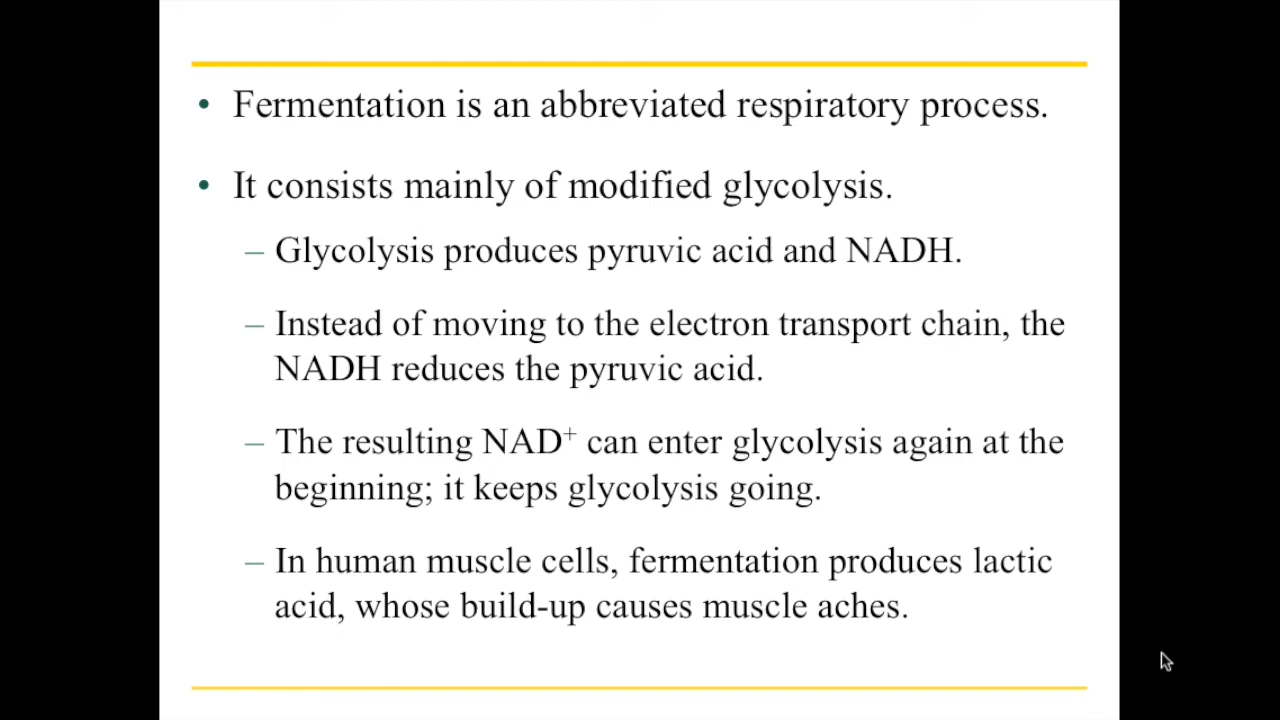 • Fermentation is an abbreviated respiratory process.
• It consists mainly of modified glycolysis.
– Glycolysis produces pyruvic acid and NADH.
– Instead of moving to the electron transport chain, the
NADH reduces the pyruvic acid.
– The resulting NAD⁺ can enter glycolysis again at the
beginning; it keeps glycolysis going.
– In human muscle cells, fermentation produces lactic
acid, whose build-up causes muscle aches.